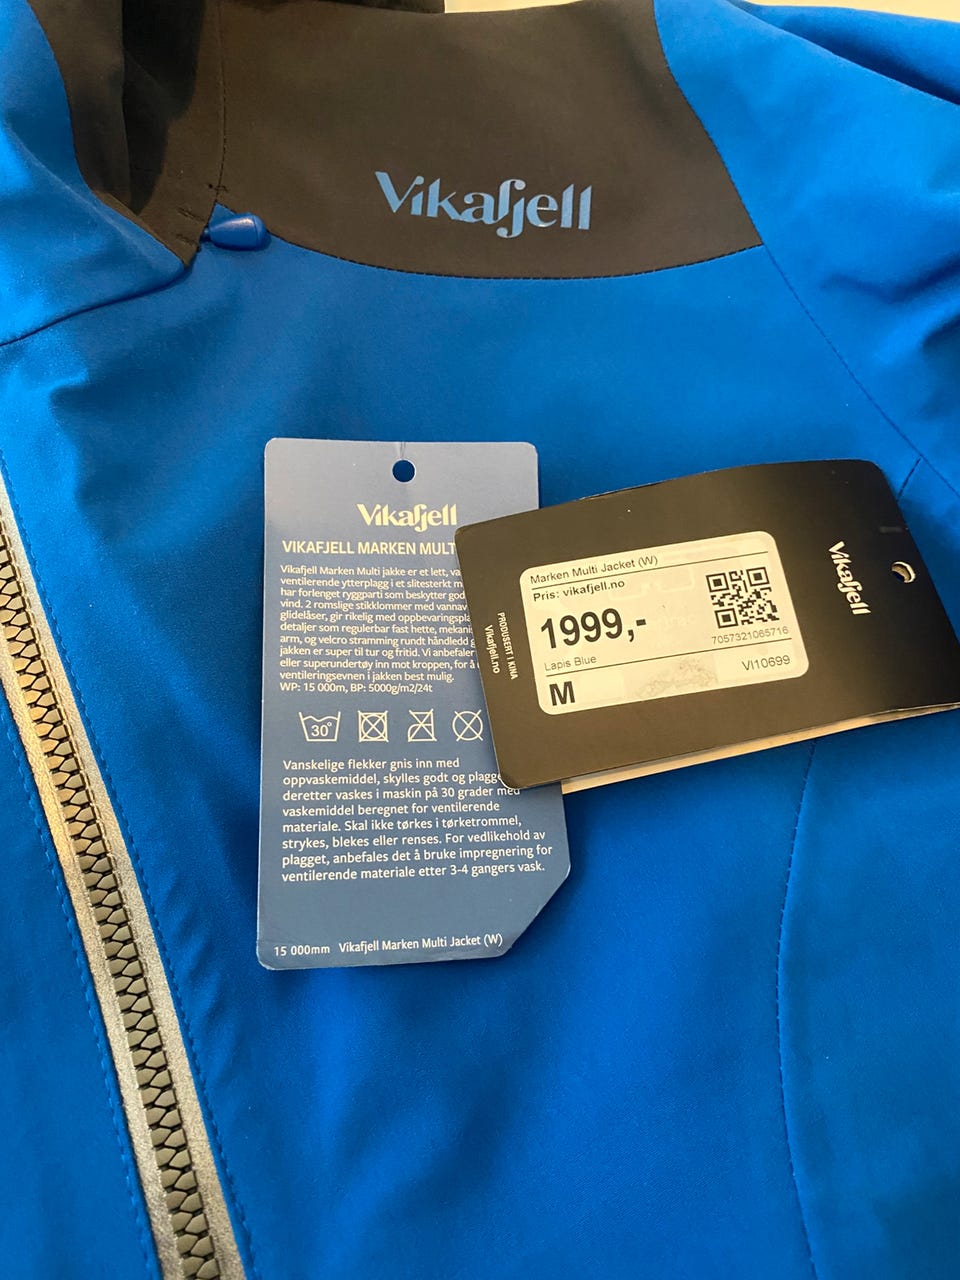 Vikafjell
Vikafjell
VIKAFJELL MARKEN MULT
Vikafjell Marken Multi jakke er et lett,
ventilerende ytterplagg i et slitesterkt
har forlenget ryggparti som beskytter
vind. 2 romslige stikklommer med
glidelåser, gir rikelig med
detaljer som regulerbar fast hette,
arm, og velcro stramming rundt håndledd
jakken er super til tur og fritid. Vi anbefaler
eller superundertøy inn mot kroppen, for å
ventileringsevnen i jakken best mulig.
WP: 15 000m, BP: 5000g/m2/24t
30°
Vanskelige flekker gnis inn med
oppvaskemiddel, skylles godt og
deretter vaskes i maskin på 30 grader med
vaskemiddel beregnet for ventilerende
materiale. Skal ikke tørkes i tørketrommel,
strykes, blekes eller renses. For vedlikehold av
plagget, anbefales det å bruke impregnering for
ventilerende materiale etter 3-4 gangers vask.
15 000mm Vikafjell Marken Multi Jacket (W)
PRODUSERT I KINA
Vikafjell.no
Marken Multi Jacket (W)
Pris: vikafjell.no
1999,-
7057321065716
Lapis Blue
VI10699
M
Vikafjell